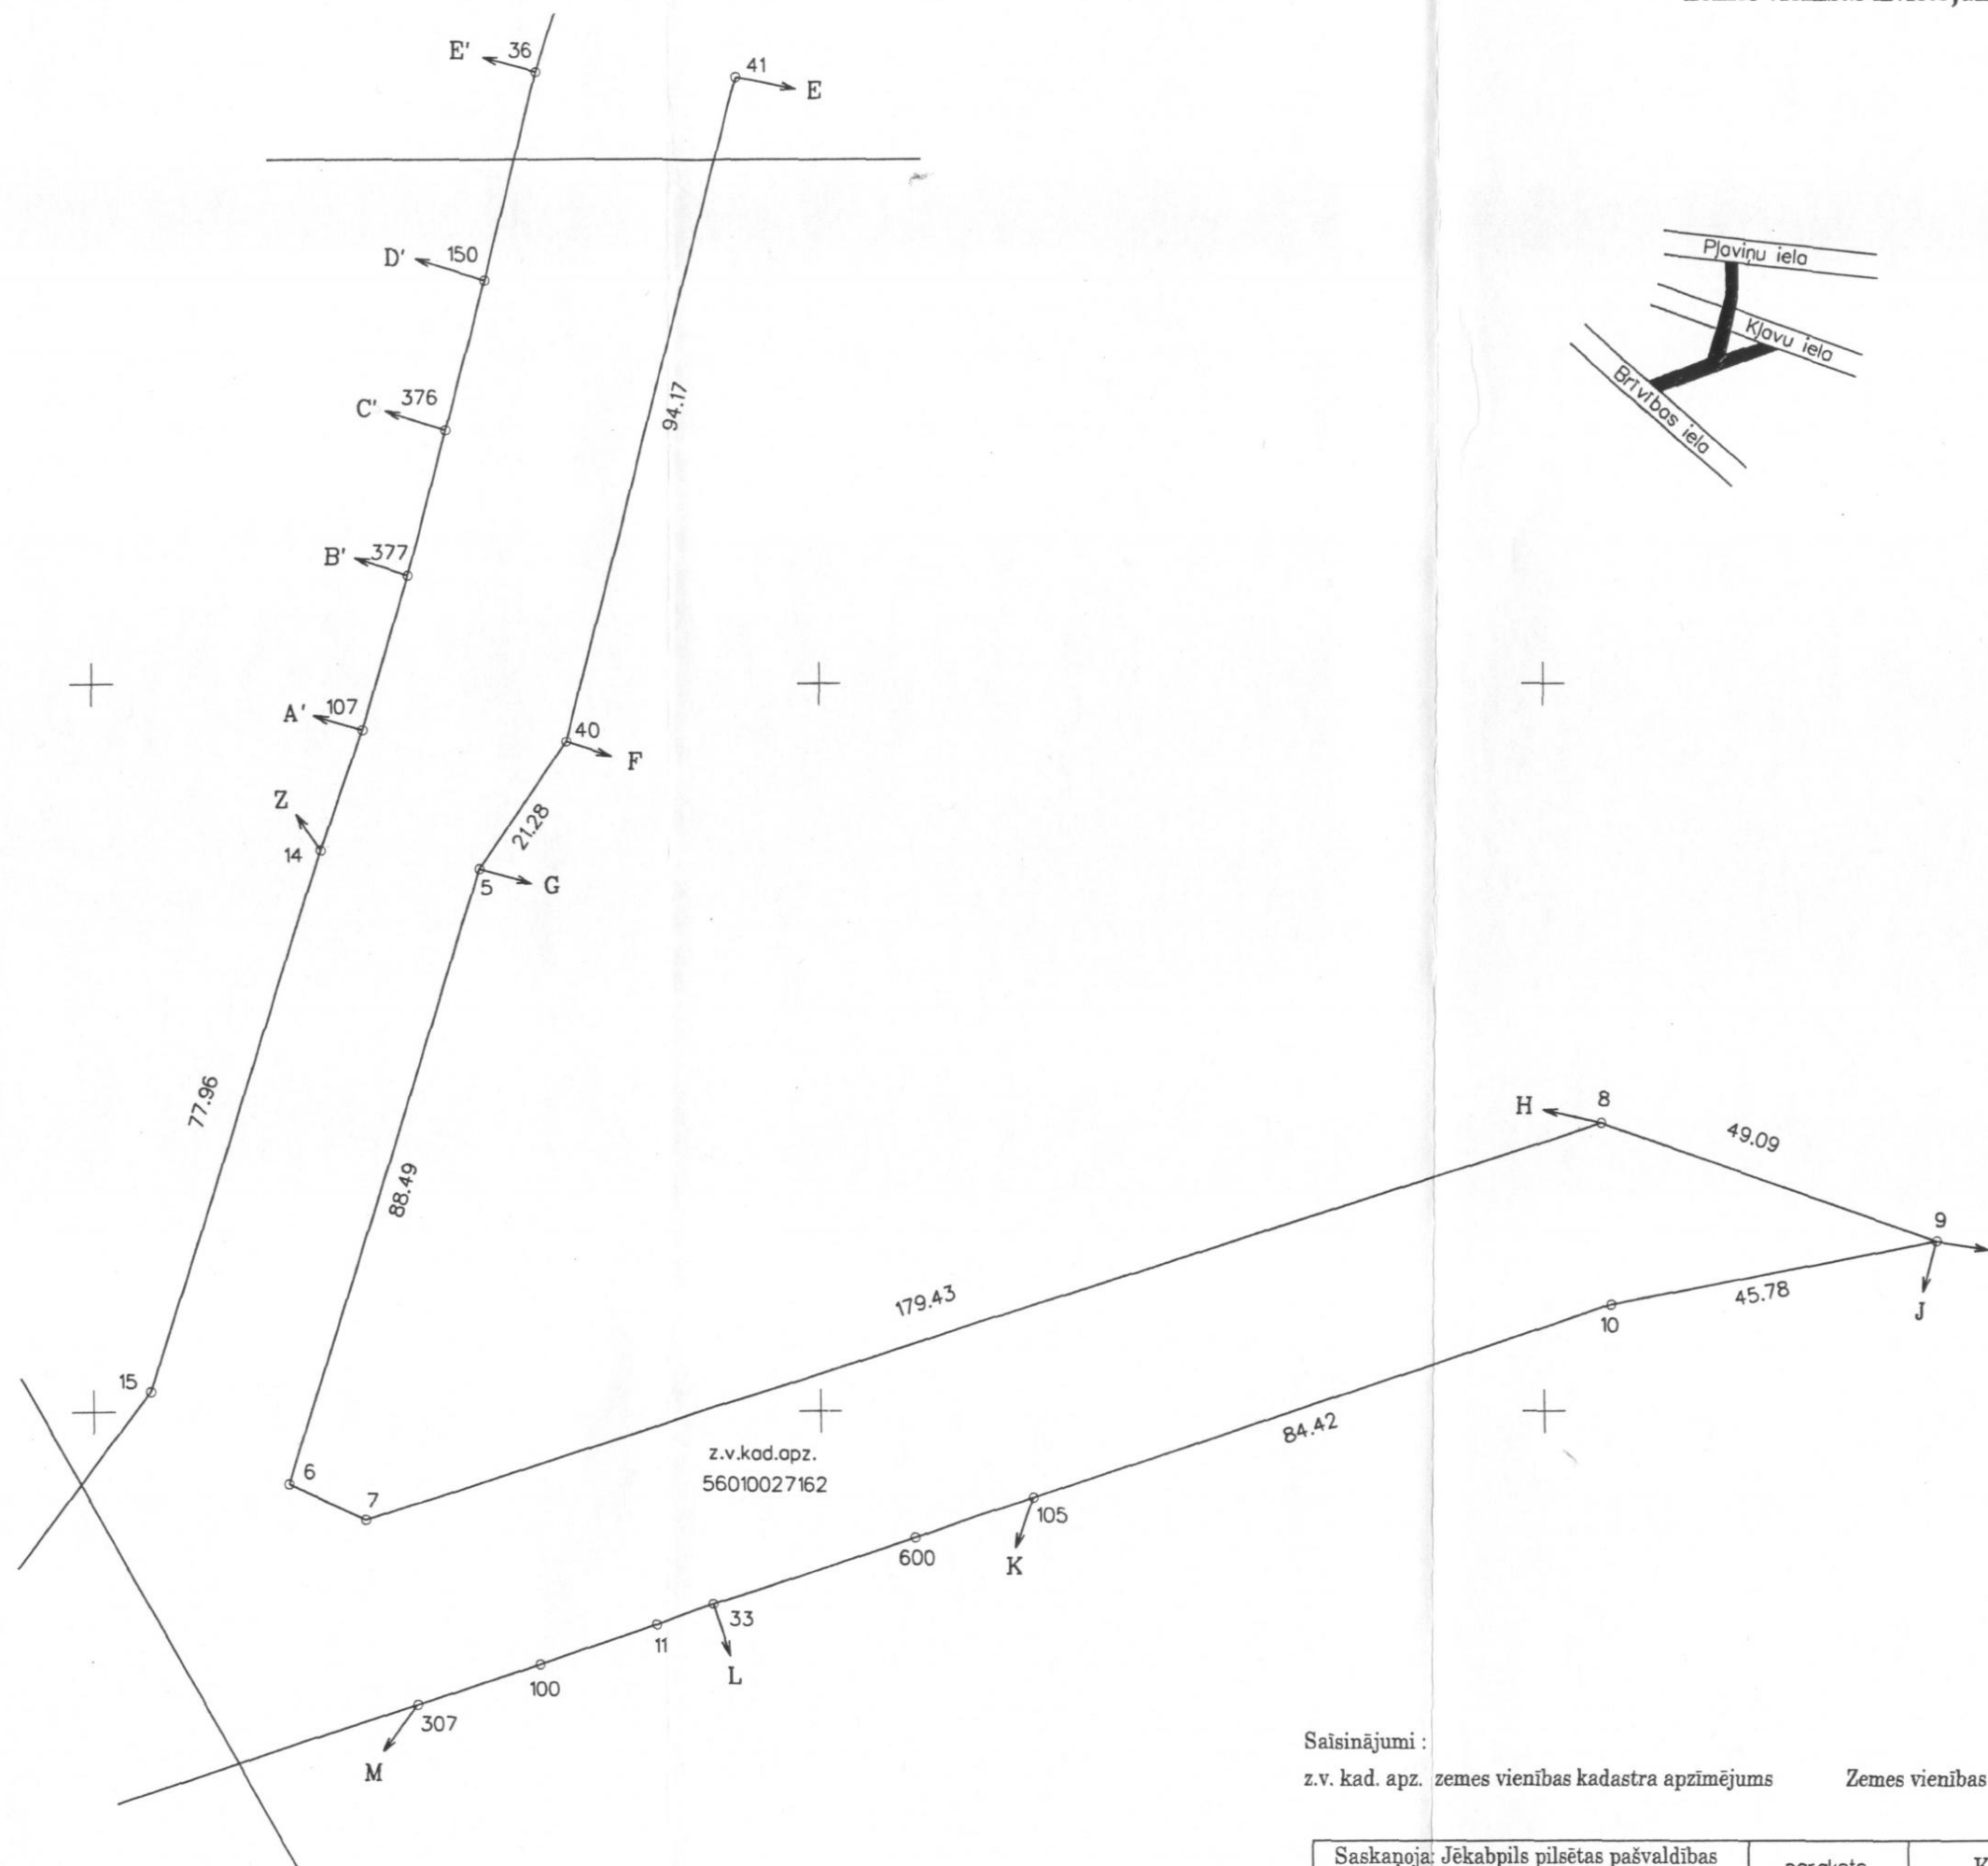 E' 36
41
E
D' 150
Pļaviņu iela
Kļavu iela
Brīvības iela
C' 376
94.17
B' 377
A' 107
40
F
Z
14
21.28
5
G
77.96
88.49
H
8
49.09
9
J
45.78
10
179.43
15
84.42
6
7
z.v.kad.apz.
56010027162
105
K
600
33
11
L
100
307
M
Saīsinājumi :
z.v. kad. apz. zemes vienības kadastra apzīmējums Zemes vienības
Saskaņoja: Jēkabpils pilsētas pašvaldības